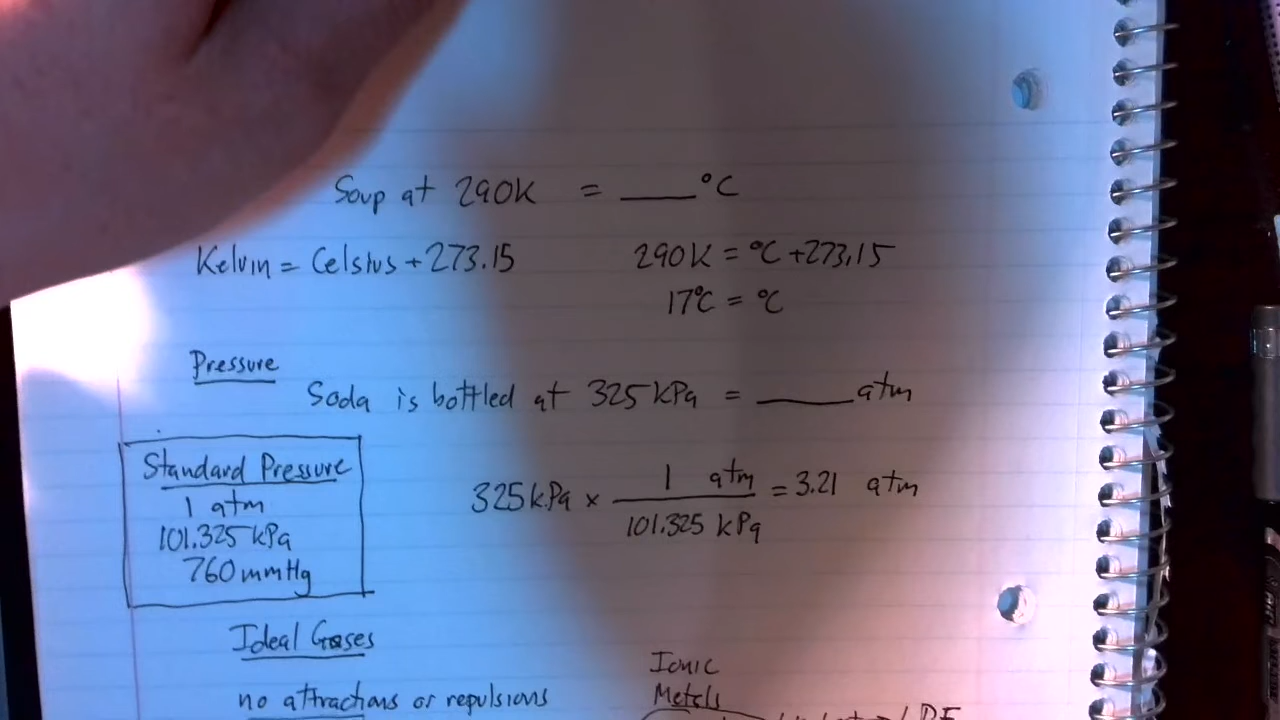 Soup at 290K = ____ °C
Kelvin = Celsius + 273.15
290K = °C + 273.15
17°C = °C
Pressure
Soda is bottled at 325 kPa = ____ atm
Standard Pressure
1 atm
101.325 kPa
760 mmHg
325 kPa × 1 atm / 101.325 kPa = 3.21 atm
Ideal Gases
no attractions or repulsions
Ionic
Metals